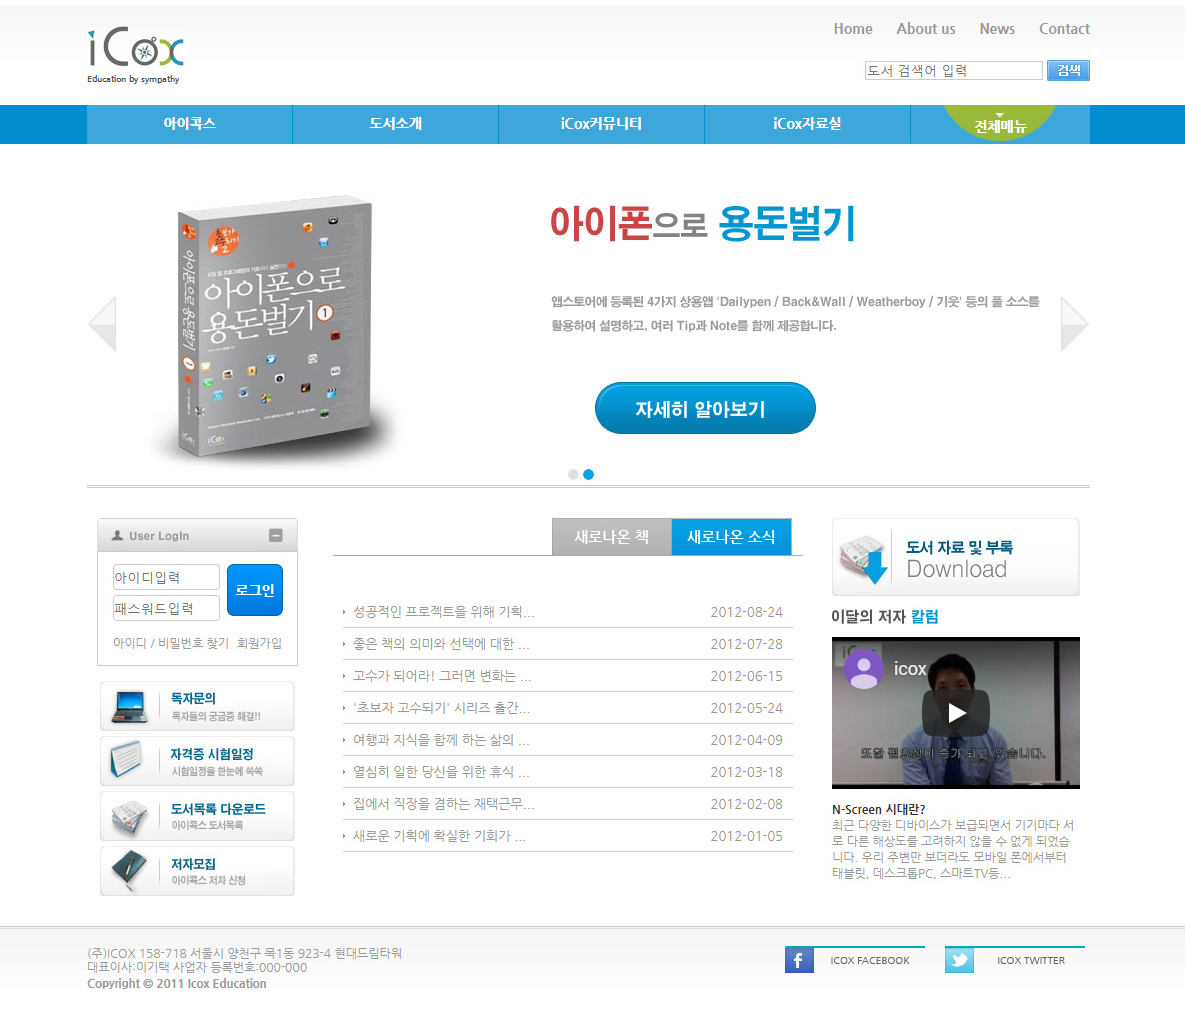 iCox
Education by sympathy
Home About us News Contact
도서 검색어 입력 검색
아이콕스 도서소개 iCox커뮤니티 iCox자료실 전체메뉴
아이폰으로 용돈벌기
아이폰으로 용돈벌기 1
아이폰으로
용돈벌기 1
iCox
앱스토어에 등록된 4가지 상용앱 'Dailypen / Back&Wall / Weatherboy / 기웃' 등의 풀 소스를
활용하여 설명하고, 여러 Tip과 Note를 함께 제공합니다.
자세히 알아보기
User LogIn
아이디입력
패스워드입력
로그인
아이디 / 비밀번호 찾기 회원가입
독자문의
독자들의 궁금증 해결!!
자격증 시험일정
시험일정을 한눈에 쏙쏙
도서목록 다운로드
아이콕스 도서목록
저자모집
아이콕스 저자 신청
새로나온 책 새로나온 소식
성공적인 프로젝트을 위해 기획... 2012-08-24
좋은 책의 의미와 선택에 대한 ... 2012-07-28
고수가 되어라! 그러면 변화는 ... 2012-06-15
'초보자 고수되기' 시리즈 출간... 2012-05-24
여행과 지식을 함께 하는 삶의 ... 2012-04-09
열심히 일한 당신을 위한 휴식 ... 2012-03-18
집에서 직장을 겸하는 재택근무... 2012-02-08
새로운 기획에 확실한 기회가 ... 2012-01-05
도서 자료 및 부록
Download
이달의 저자 칼럼
icox
또한 필요성이 증가 되고 있습니다.
N-Screen 시대란?
최근 다양한 디바이스가 보급되면서 기기마다 서
로 다른 해상도를 고려하지 않을 수 없게 되었습
니다. 우리 주변만 보더라도 모바일 폰에서부터
태블릿, 데스크톱PC, 스마트TV등...
(주)ICOX 158-718 서울시 양천구 목1동 923-4 현대드림타워
대표이사:이기택 사업자 등록번호:000-000
Copyright © 2011 Icox Education
ICOX FACEBOOK
ICOX TWITTER